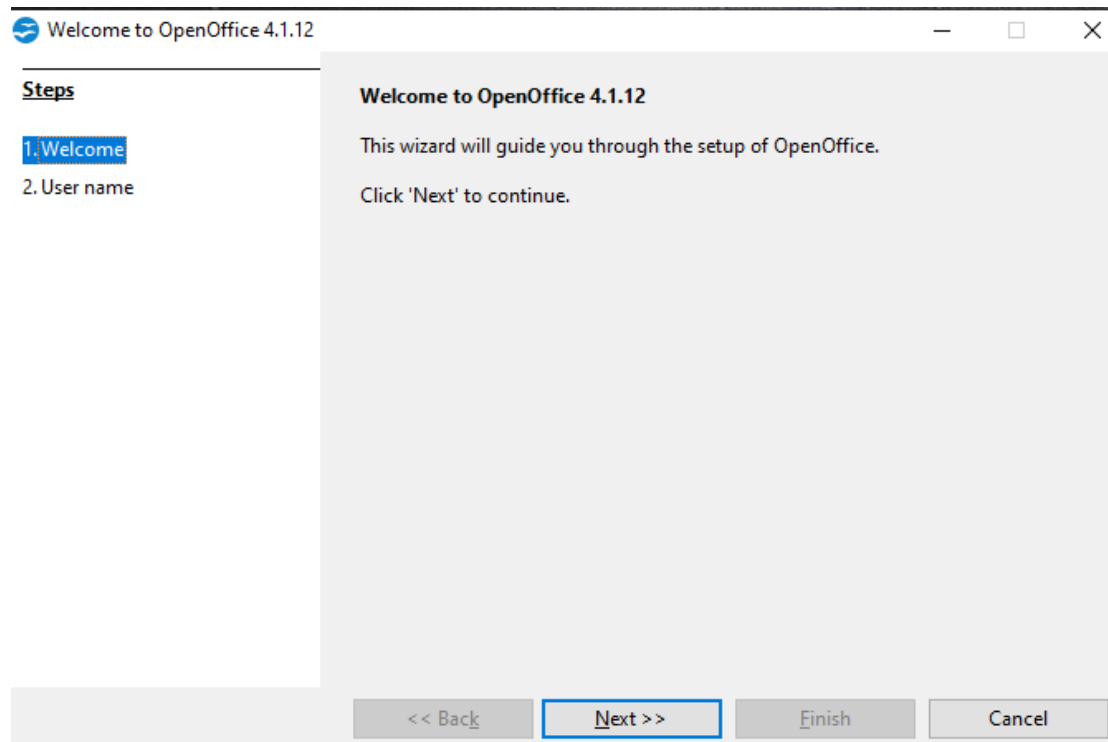 Welcome to OpenOffice 4.1.12
Steps
1. Welcome
2. User name
Welcome to OpenOffice 4.1.12
This wizard will guide you through the setup of OpenOffice.
Click 'Next' to continue.
<< Back
Next >>
Finish
Cancel